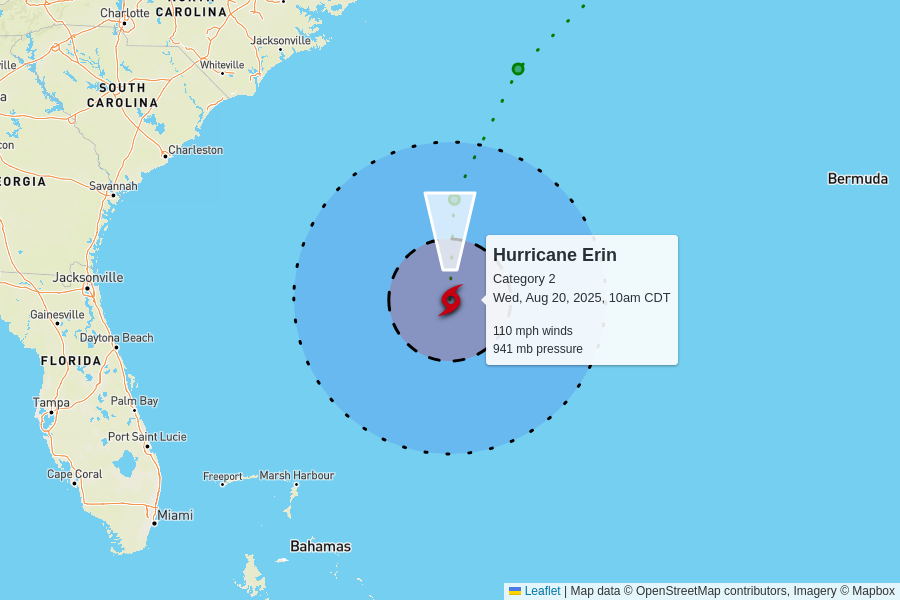 NORTH
CAROLINA
Charlotte
Jacksonville
Whiteville
SOUTH
CAROLINA
Charleston
Bermuda
Savannah
Jacksonville
Gainesville
Daytona Beach
FLORIDA
Tampa
Palm Bay
Port Saint Lucie
Cape Coral
Freeport
Marsh Harbour
Miami
Bahamas
Hurricane Erin
Category 2
Wed, Aug 20, 2025, 10am CDT
110 mph winds
941 mb pressure
Leaflet | Map data © OpenStreetMap contributors, Imagery © Mapbox